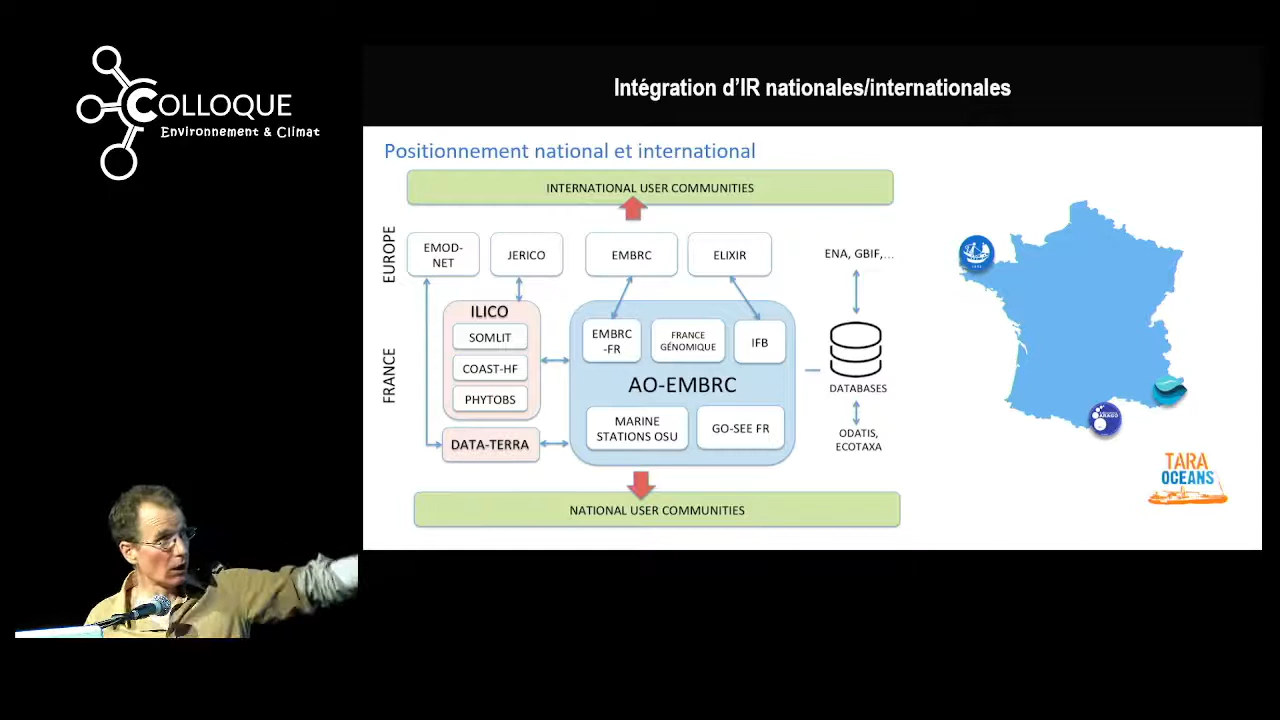 COLLOQUE
Environnement & Climat
Intégration d'IR nationales/internationales
Positionnement national et international
INTERNATIONAL USER COMMUNITIES
EUROPE
EMOD-
NET
JERICO
EMBRC
ELIXIR
ENA, GBIF,...
FRANCE
ILICO
SOMLIT
COAST-HF
PHYTOBS
DATA-TERRA
EMBRC
-FR
FRANCE
GÉNOMIQUE
IFB
AO-EMBRC
MARINE
STATIONS OSU
GO-SEE FR
DATABASES
ODATIS,
ECOTAXA
NATIONAL USER COMMUNITIES
ARAGO
TARA
OCEANS